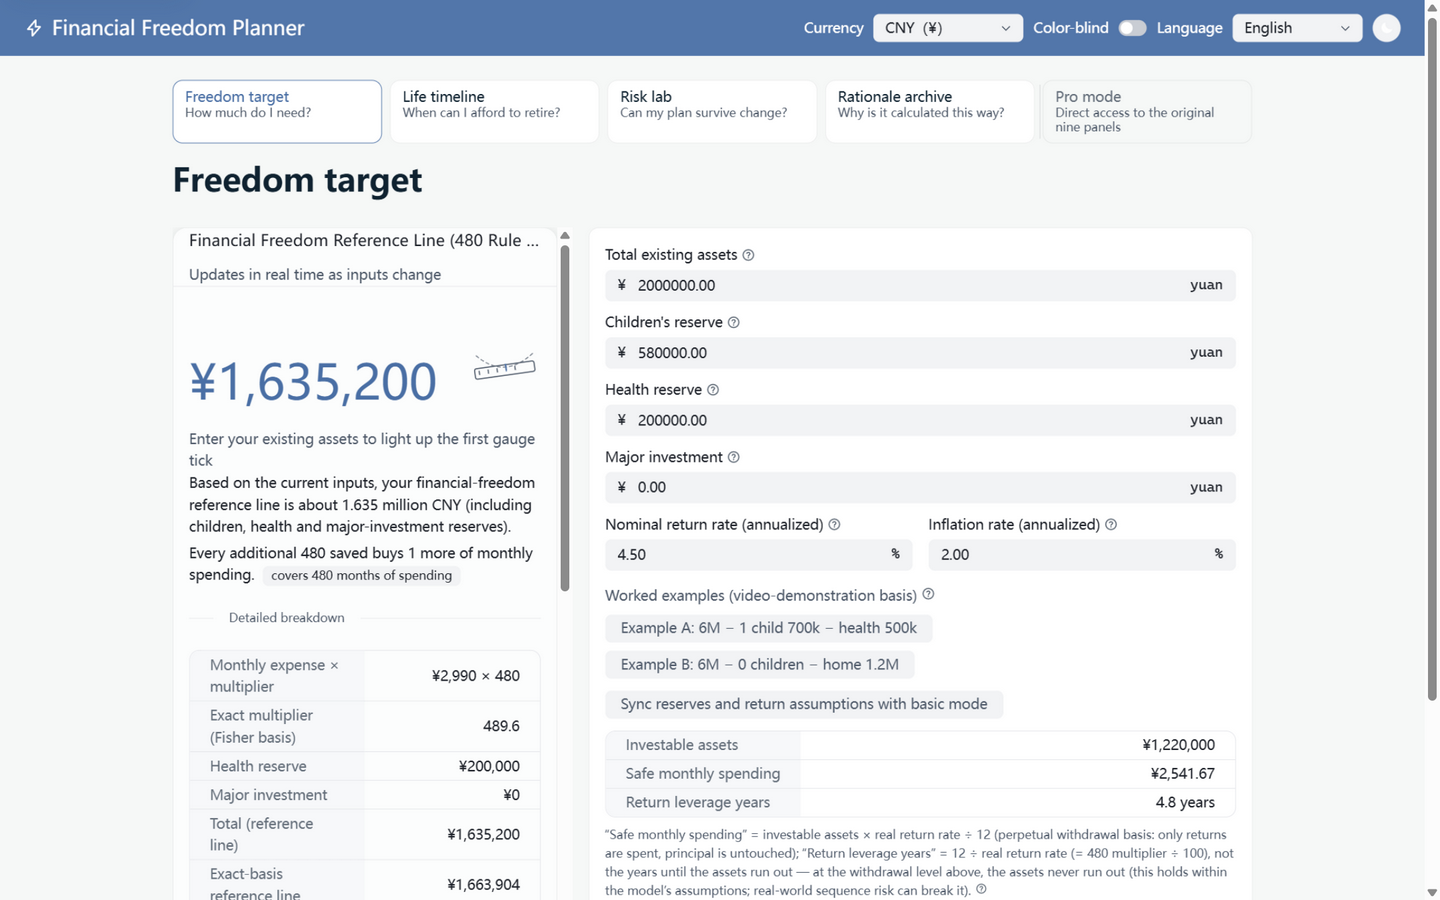 Financial Freedom Planner
Currency
CNY (¥)
Color-blind
Language
English
Freedom target
How much do I need?
Life timeline
When can I afford to retire?
Risk lab
Can my plan survive change?
Rationale archive
Why is it calculated this way?
Pro mode
Direct access to the original
nine panels
Freedom target
Financial Freedom Reference Line (480 Rule ...
Updates in real time as inputs change
¥1,635,200
Enter your existing assets to light up the first gauge
tick
Based on the current inputs, your financial-freedom
reference line is about 1.635 million CNY (including
children, health and major-investment reserves).
Every additional 480 saved buys 1 more of monthly
spending. covers 480 months of spending
Detailed breakdown
Monthly expense ×
multiplier
¥2,990 × 480
Exact multiplier
(Fisher basis)
489.6
Health reserve
¥200,000
Major investment
¥0
Total (reference
line)
¥1,635,200
Exact-basis
reference line
¥1,663,904
Total existing assets
¥ 2000000.00 yuan
Children's reserve
¥ 580000.00 yuan
Health reserve
¥ 200000.00 yuan
Major investment
¥ 0.00 yuan
Nominal return rate (annualized)
4.50 %
Inflation rate (annualized)
2.00 %
Worked examples (video-demonstration basis)
Example A: 6M − 1 child 700k − health 500k
Example B: 6M − 0 children − home 1.2M
Sync reserves and return assumptions with basic mode
Investable assets ¥1,220,000
Safe monthly spending ¥2,541.67
Return leverage years 4.8 years
“Safe monthly spending” = investable assets × real return rate ÷ 12 (perpetual withdrawal basis: only returns
are spent, principal is untouched); “Return leverage years” = 12 ÷ real return rate (= 480 multiplier ÷ 100), not
the years until the assets run out — at the withdrawal level above, the assets never run out (this holds within
the model’s assumptions; real-world sequence risk can break it).